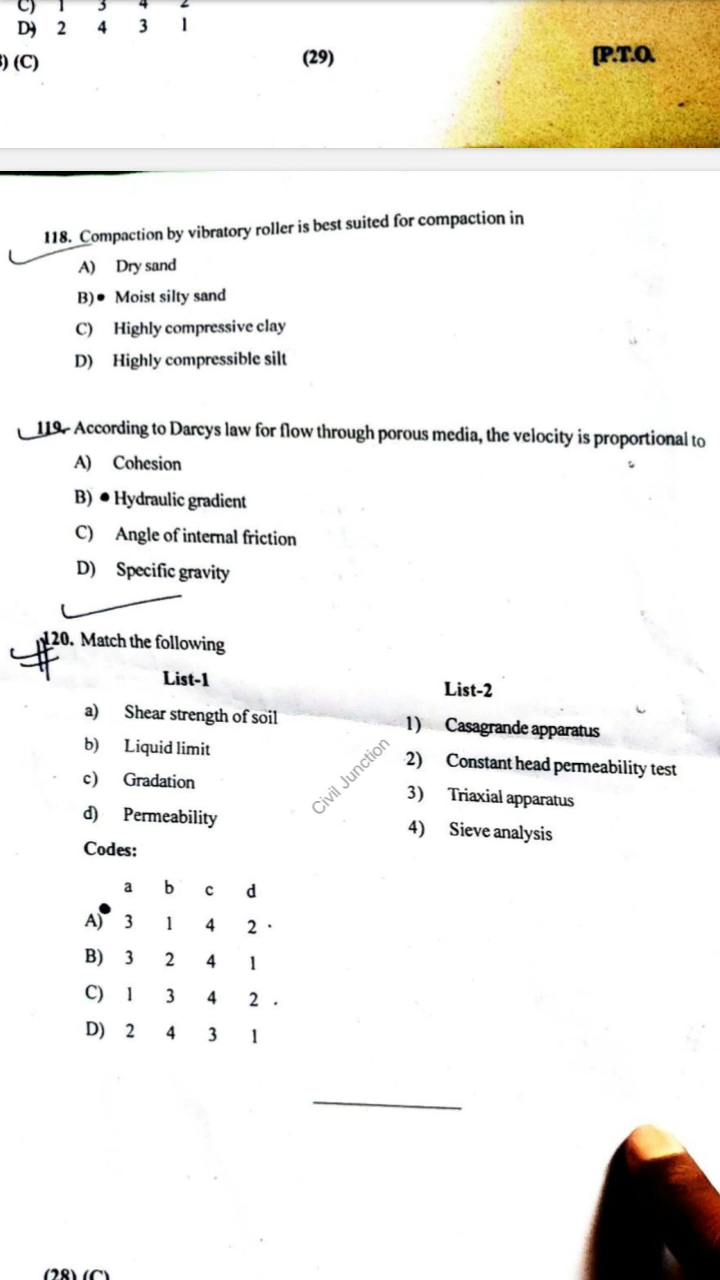 C) 1 3 4 2
D) 2 4 3 1
) (C)
(29)
[P.T.O.
118. Compaction by vibratory roller is best suited for compaction in
A) Dry sand
B) Moist silty sand
C) Highly compressive clay
D) Highly compressible silt
119. According to Darcys law for flow through porous media, the velocity is proportional to
A) Cohesion
B) Hydraulic gradient
C) Angle of internal friction
D) Specific gravity
120. Match the following
List-1
List-2
a) Shear strength of soil
1) Casagrande apparatus
b) Liquid limit
2) Constant head permeability test
c) Gradation
3) Triaxial apparatus
d) Permeability
4) Sieve analysis
Civil Junction
Codes:
a b c d
A) 3 1 4 2
B) 3 2 4 1
C) 1 3 4 2
D) 2 4 3 1
(28) (C)